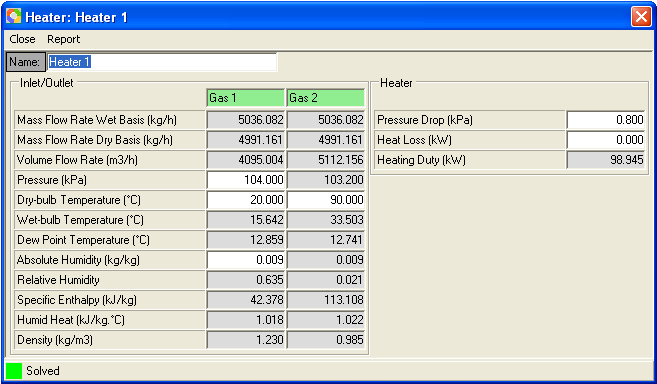 Heater: Heater 1
Close Report
Name: Heater 1
Inlet/Outlet
Gas 1 Gas 2
Mass Flow Rate Wet Basis (kg/h) 5036.082 5036.082
Mass Flow Rate Dry Basis (kg/h) 4991.161 4991.161
Volume Flow Rate (m3/h) 4095.004 5112.156
Pressure (kPa) 104.000 103.200
Dry-bulb Temperature (°C) 20.000 90.000
Wet-bulb Temperature (°C) 15.642 33.503
Dew Point Temperature (°C) 12.859 12.741
Absolute Humidity (kg/kg) 0.009 0.009
Relative Humidity 0.635 0.021
Specific Enthalpy (kJ/kg) 42.378 113.108
Humid Heat (kJ/kg.°C) 1.018 1.022
Density (kg/m3) 1.230 0.985
Heater
Pressure Drop (kPa) 0.800
Heat Loss (kW) 0.000
Heating Duty (kW) 98.945
Solved